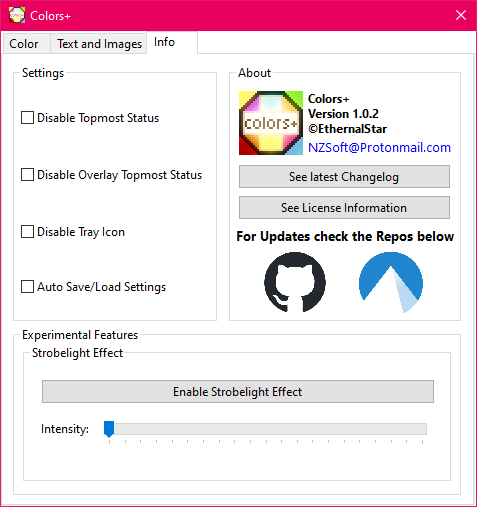 Colors+
Color
Text and Images
Info
Settings
Disable Topmost Status
Disable Overlay Topmost Status
Disable Tray Icon
Auto Save/Load Settings
About
colors+
Colors+
Version 1.0.2
©EthernalStar
NZSoft@Protonmail.com
See latest Changelog
See License Information
For Updates check the Repos below
Experimental Features
Strobelight Effect
Enable Strobelight Effect
Intensity: